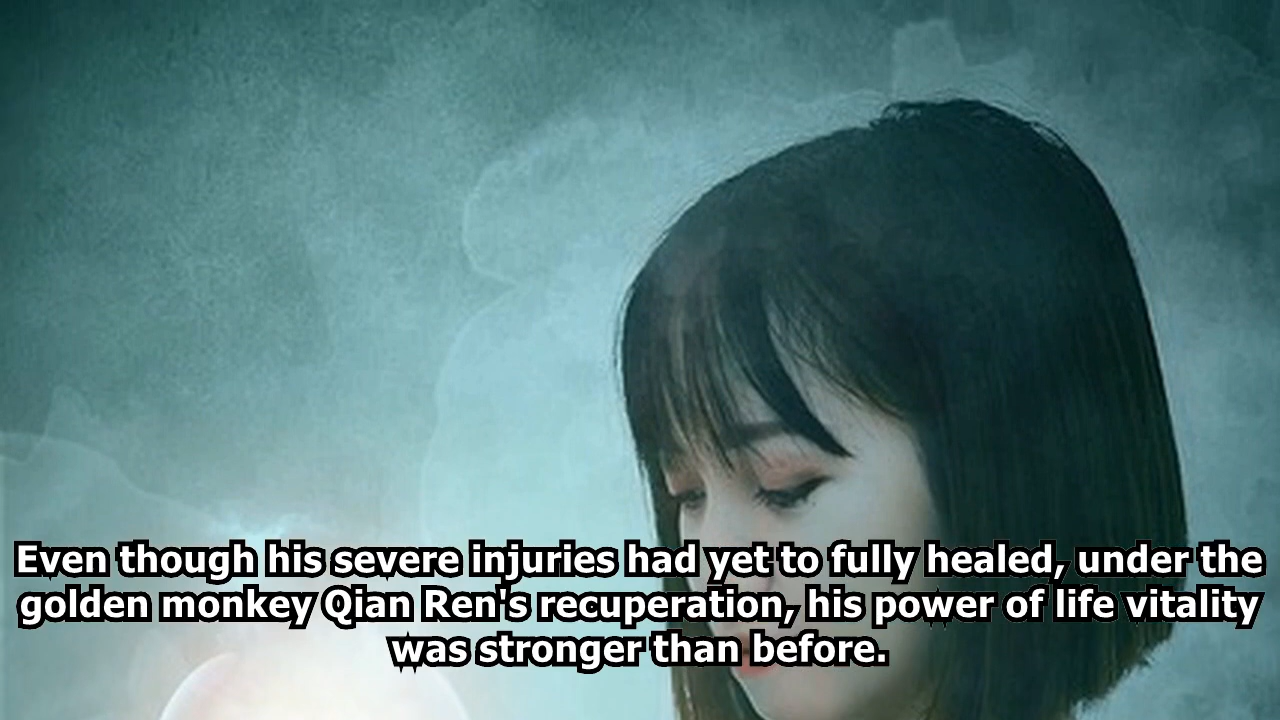 Even though his severe injuries had yet to fully healed, under the
golden monkey Qian Ren's recuperation, his power of life vitality
was stronger than before.